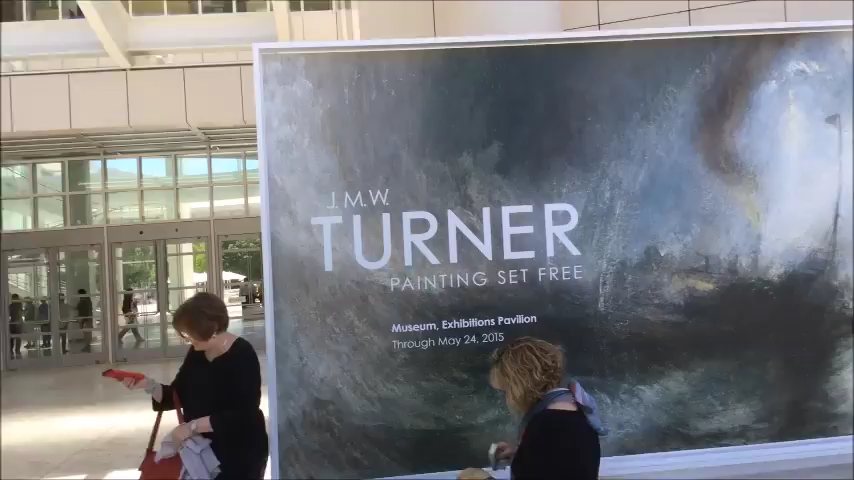 J.M.W.
TURNER
PAINTING SET FREE
Museum, Exhibitions Pavilion
Through May 24, 2015